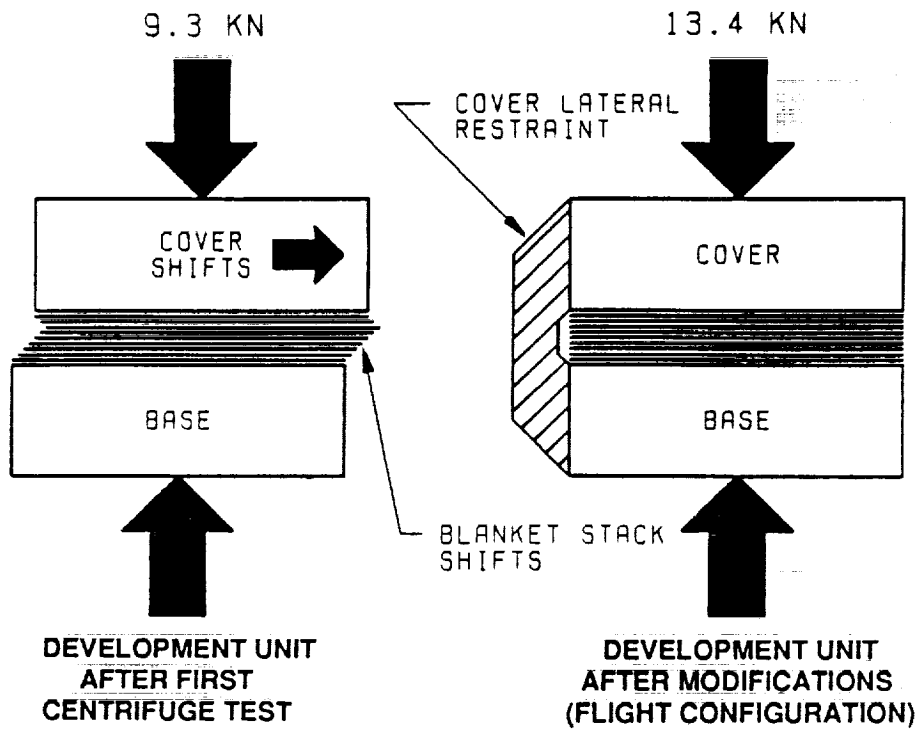 9.3 KN
13.4 KN
COVER LATERAL
RESTRAINT
COVER
SHIFTS
COVER
BASE
BASE
BLANKET STACK
SHIFTS
DEVELOPMENT UNIT
AFTER FIRST
CENTRIFUGE TEST
DEVELOPMENT UNIT
AFTER MODIFICATIONS
(FLIGHT CONFIGURATION)